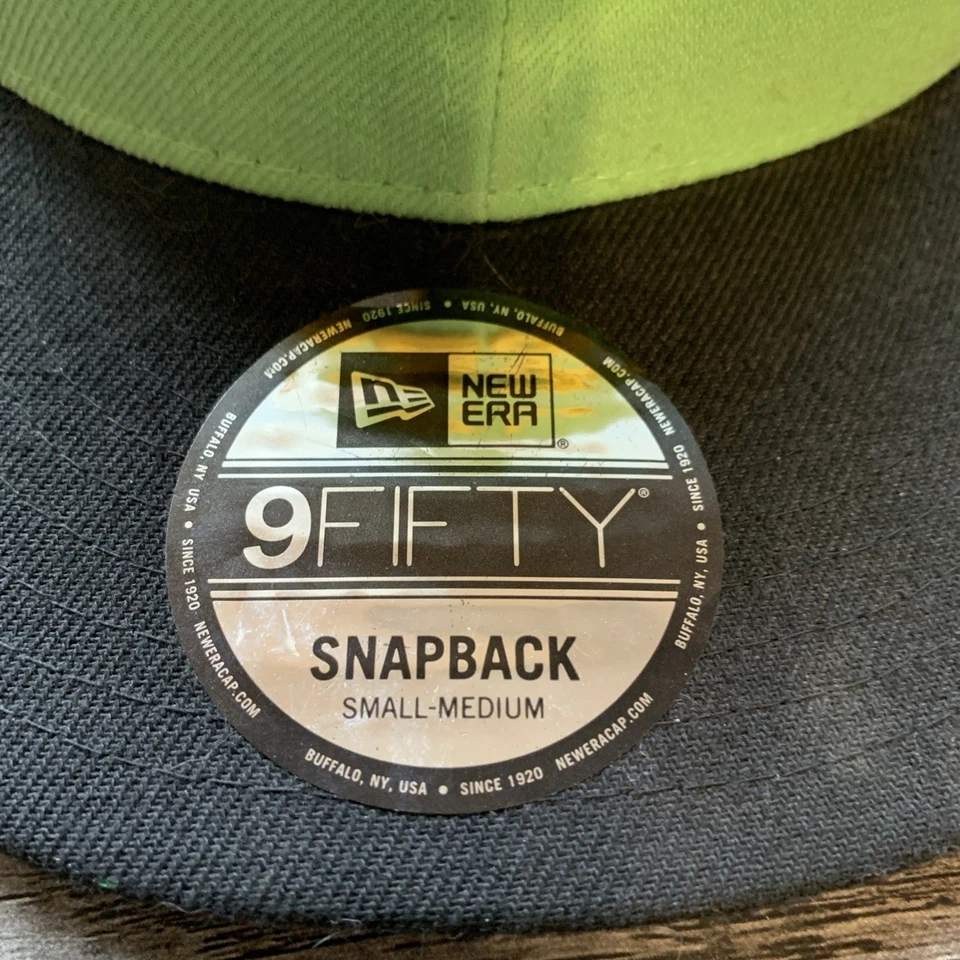 NEW
ERA®
9FIFTY®
SNAPBACK
SMALL-MEDIUM
BUFFALO, NY, USA • SINCE 1920 NEWERACAP.COM
BUFFALO, NY, USA • SINCE 1920 NEWERACAP.COM
BUFFALO, NY, USA • SINCE 1920 NEWERACAP.COM
BUFFALO, NY USA • SINCE 1920 NEWERACAP.COM